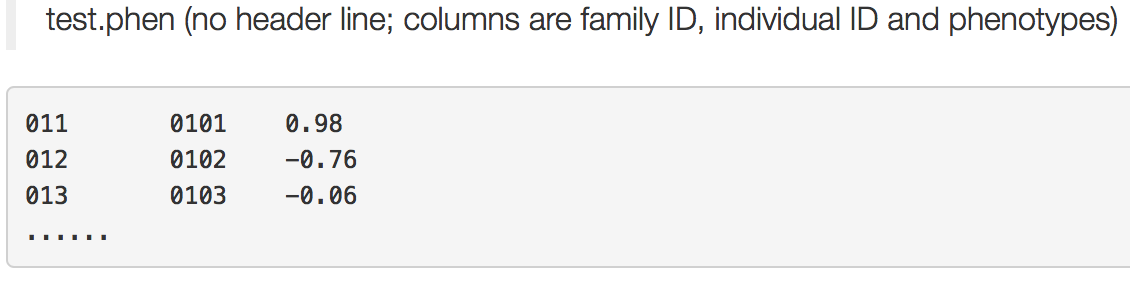 test.phen (no header line; columns are family ID, individual ID and phenotypes)
011 0101 0.98
012 0102 -0.76
013 0103 -0.06
......